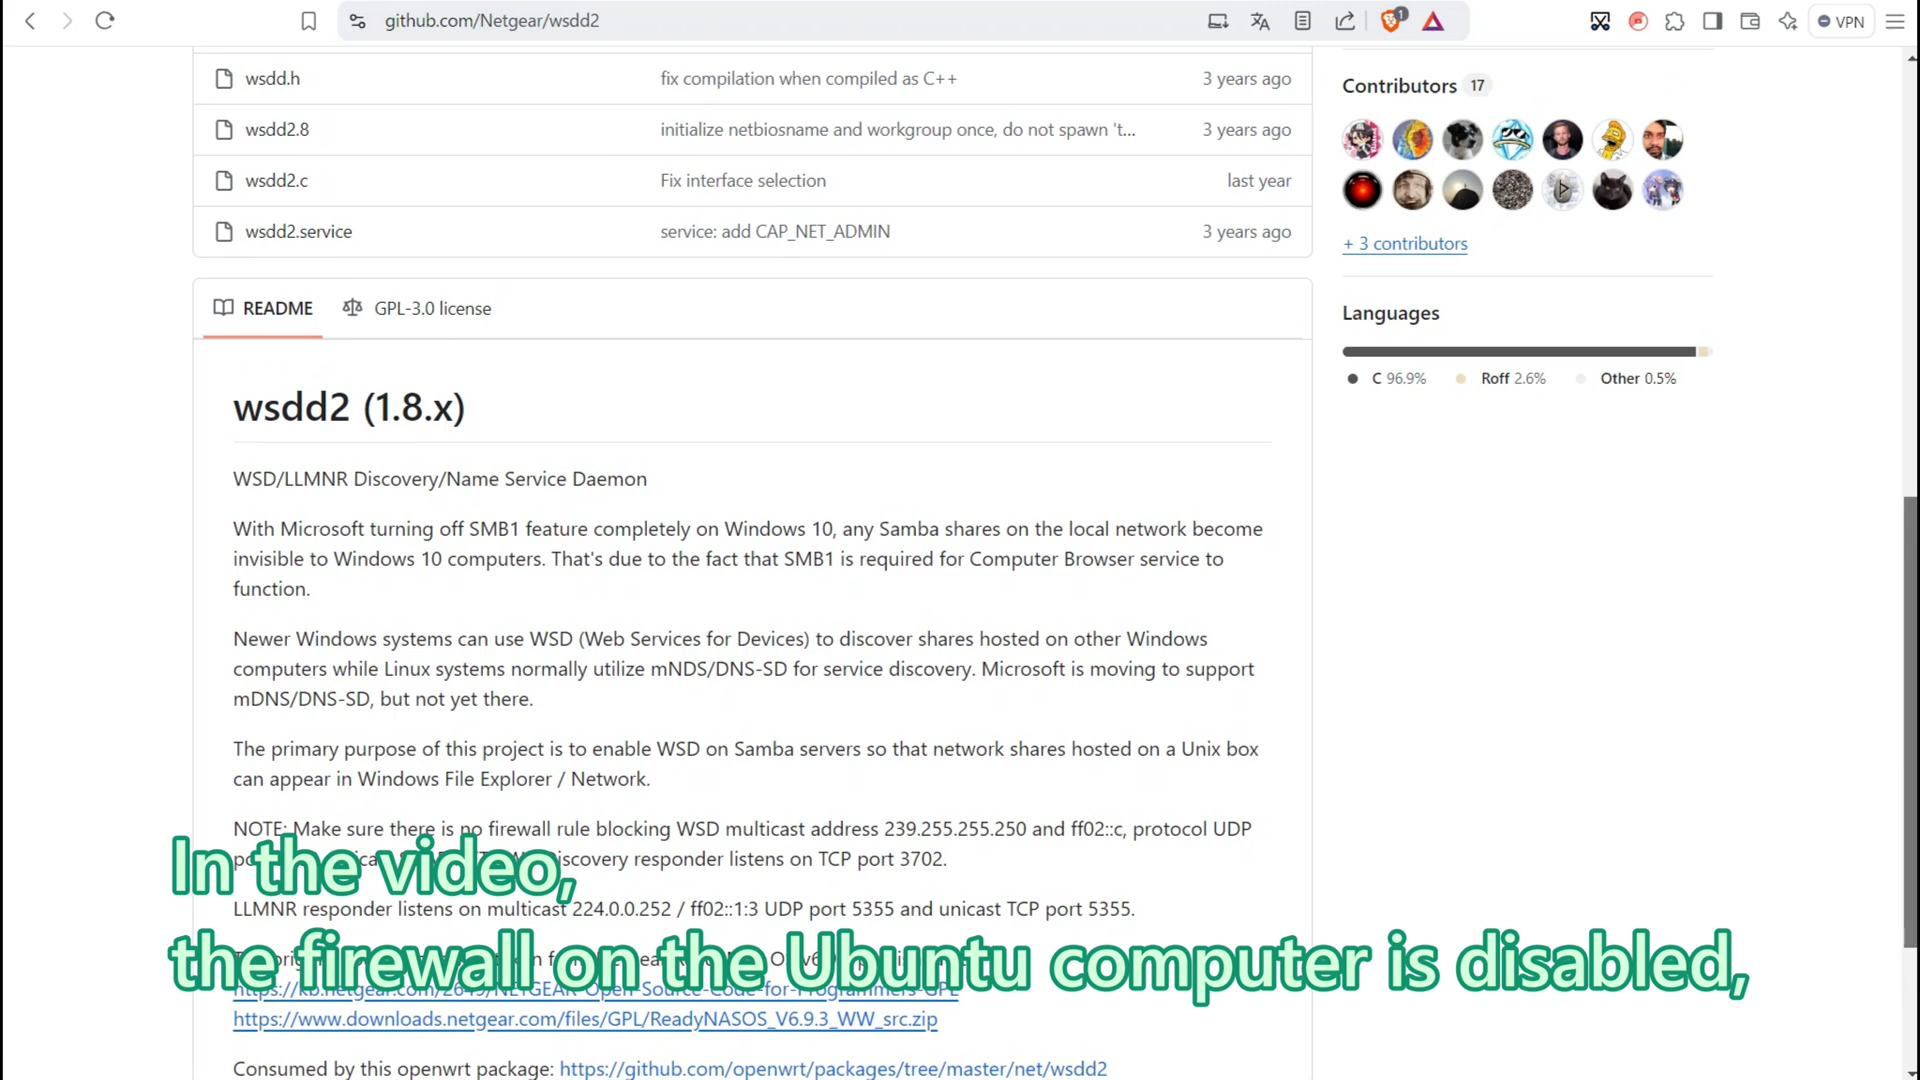 github.com/Netgear/wsdd2
1
VPN
wsdd.h fix compilation when compiled as C++ 3 years ago
wsdd2.8 initialize netbiosname and workgroup once, do not spawn 't... 3 years ago
wsdd2.c Fix interface selection last year
wsdd2.service service: add CAP_NET_ADMIN 3 years ago
README GPL-3.0 license
wsdd2 (1.8.x)
WSD/LLMNR Discovery/Name Service Daemon
With Microsoft turning off SMB1 feature completely on Windows 10, any Samba shares on the local network become
invisible to Windows 10 computers. That's due to the fact that SMB1 is required for Computer Browser service to
function.
Newer Windows systems can use WSD (Web Services for Devices) to discover shares hosted on other Windows
computers while Linux systems normally utilize mNDS/DNS-SD for service discovery. Microsoft is moving to support
mDNS/DNS-SD, but not yet there.
The primary purpose of this project is to enable WSD on Samba servers so that network shares hosted on a Unix box
can appear in Windows File Explorer / Network.
NOTE: Make sure there is no firewall rule blocking WSD multicast address 239.255.255.250 and ff02::c, protocol UDP
responder listens on TCP port 3702.
LLMNR responder listens on multicast 224.0.0.252 / ff02::1:3 UDP port 5355 and unicast TCP port 5355.
https://www.downloads.netgear.com/files/GPL/ReadyNASOS_V6.9.3_WW_src.zip
Consumed by this openwrt package: https://github.com/openwrt/packages/tree/master/net/wsdd2
Contributors 17
+ 3 contributors
Languages
C 96.9% Roff 2.6% Other 0.5%
In the video,
the firewall on the Ubuntu computer is disabled,